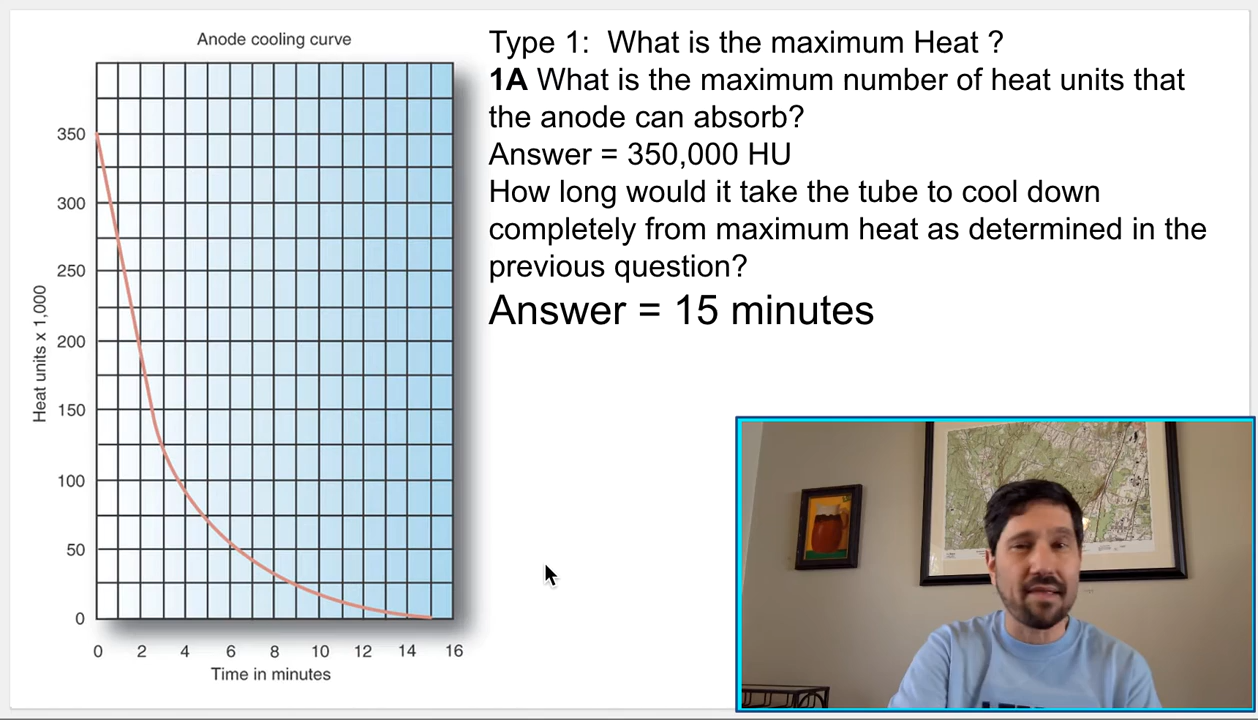 Anode cooling curve
350
300
250
200
150
100
50
0
Heat units x 1,000
0 2 4 6 8 10 12 14 16
Time in minutes
Type 1: What is the maximum Heat ?
1A What is the maximum number of heat units that
the anode can absorb?
Answer = 350,000 HU
How long would it take the tube to cool down
completely from maximum heat as determined in the
previous question?
Answer = 15 minutes